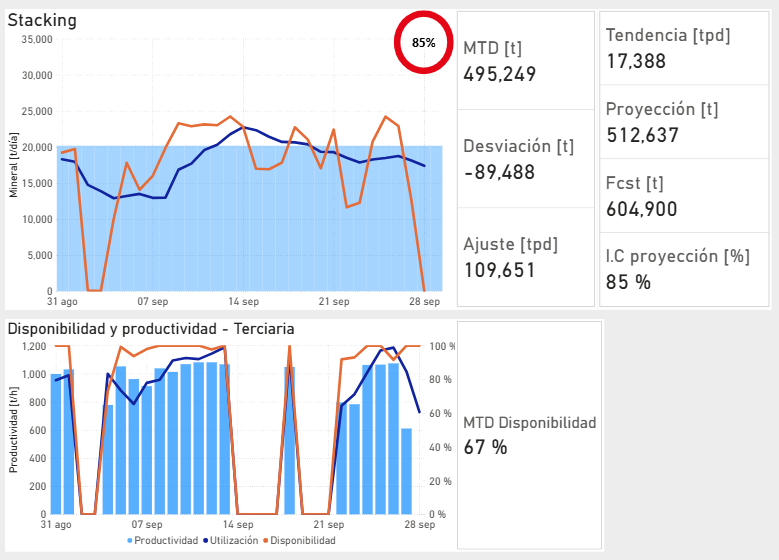 Stacking
85%
35,000
30,000
25,000
20,000
15,000
10,000
5,000
0
Mineral [t/día]
31 ago
07 sep
14 sep
21 sep
28 sep
MTD [t]
495,249
Desviación [t]
-89,488
Ajuste [tpd]
109,651
Tendencia [tpd]
17,388
Proyección [t]
512,637
Fcst [t]
604,900
I.C proyección [%]
85 %
Disponibilidad y productividad - Terciaria
1,200
1,000
800
600
400
200
0
Productividad [t/h]
100 %
80 %
60 %
40 %
20 %
0 %
31 ago
07 sep
14 sep
21 sep
28 sep
Productividad
Utilización
Disponibilidad
MTD Disponibilidad
67 %